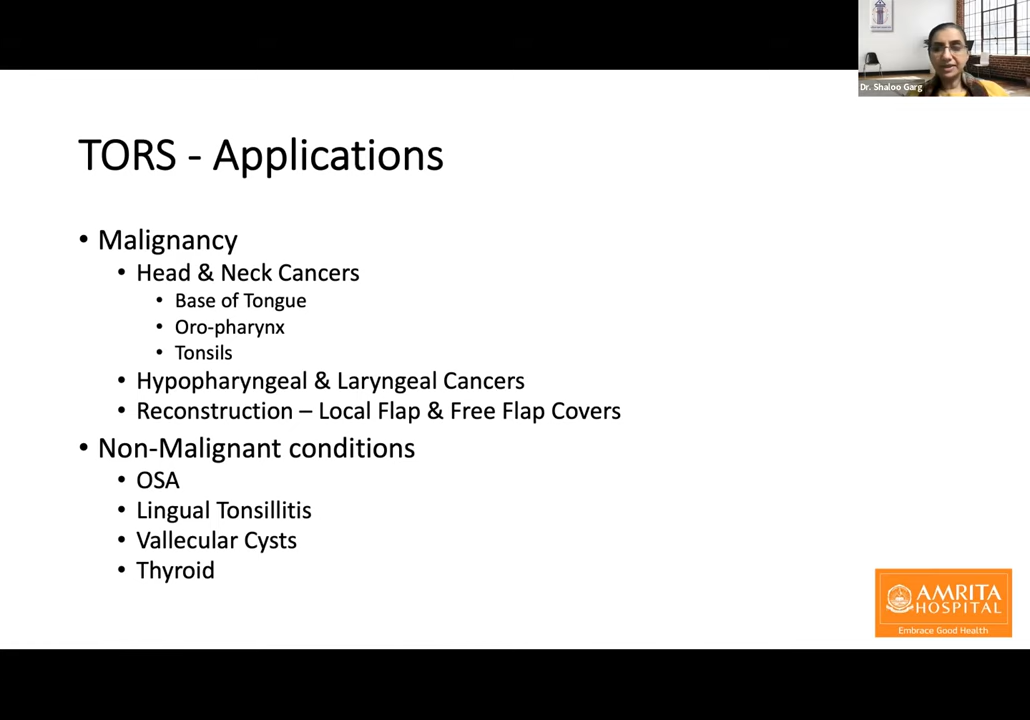 Dr. Shaloo Garg
TORS - Applications
• Malignancy
• Head & Neck Cancers
• Base of Tongue
• Oro-pharynx
• Tonsils
• Hypopharyngeal & Laryngeal Cancers
• Reconstruction – Local Flap & Free Flap Covers
• Non-Malignant conditions
• OSA
• Lingual Tonsillitis
• Vallecular Cysts
• Thyroid
AMRITA
HOSPITAL
Embrace Good Health